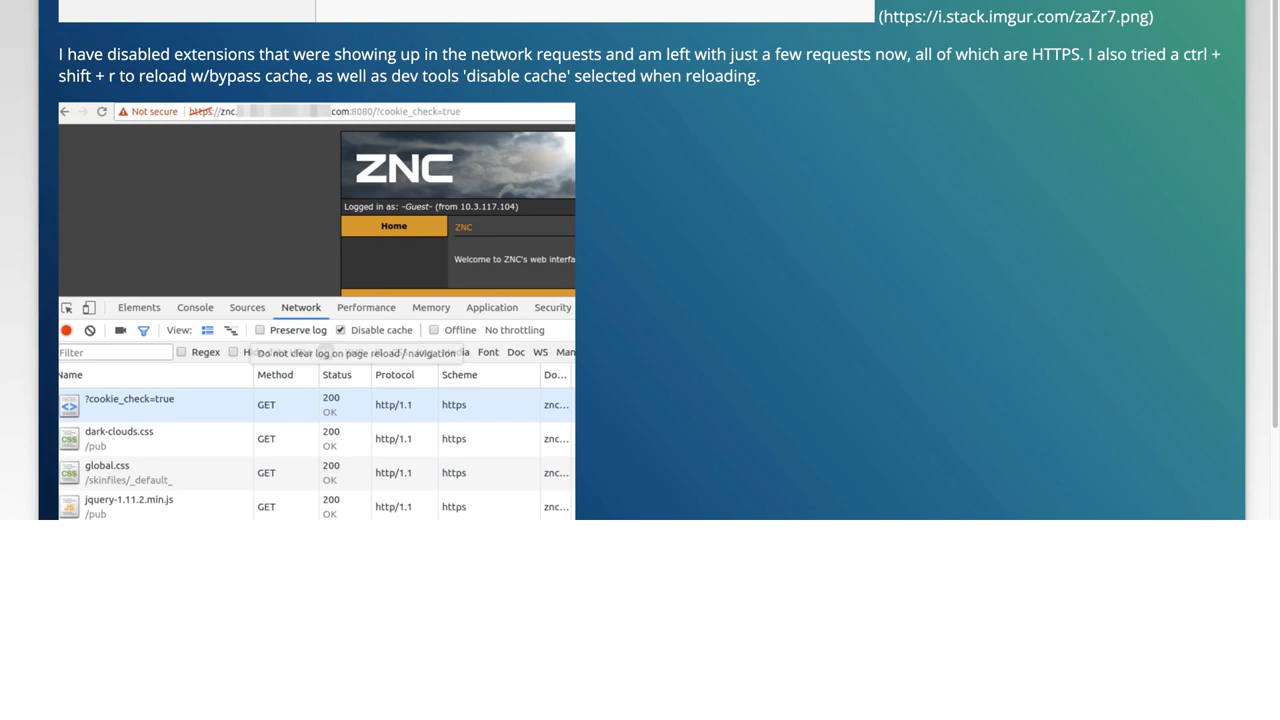 (https://i.stack.imgur.com/zaZr7.png)
I have disabled extensions that were showing up in the network requests and am left with just a few requests now, all of which are HTTPS. I also tried a ctrl +
shift + r to reload w/bypass cache, as well as dev tools 'disable cache' selected when reloading.
Not secure https://znc. com:8080/?cookie_check=true
ZNC
Logged in as: -Guest- (from 10.3.117.104)
Home ZNC
Welcome to ZNC's web interfa
Elements Console Sources Network Performance Memory Application Security
View: Preserve log Disable cache Offline No throttling
Filter Regex Do not clear log on page reload / navigation Font Doc WS Man
Name Method Status Protocol Scheme Do...
?cookie_check=true GET 200 OK http/1.1 https znc...
dark-clouds.css /pub GET 200 OK http/1.1 https znc...
global.css /skinfiles/_default_ GET 200 OK http/1.1 https znc...
jquery-1.11.2.min.js /pub GET 200 OK http/1.1 https znc...